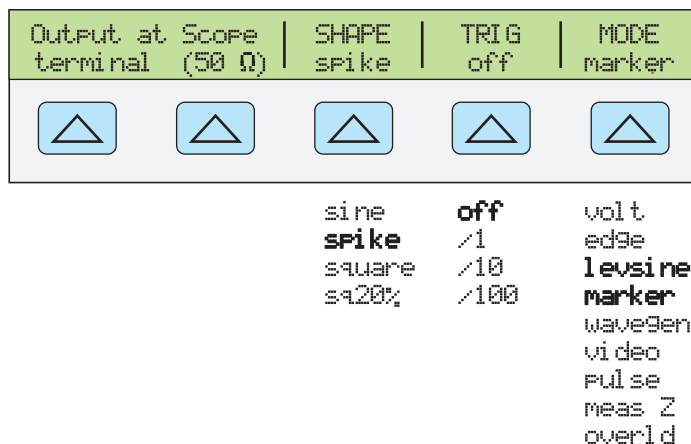 Output at Scope | SHAPE | TRIG | MODE
terminal (50 Ω) | spike | off | marker
sine off volt
spike /1 edge
square /10 levsine
sq20% /100 marker
wavegen
video
pulse
meas Z
overld